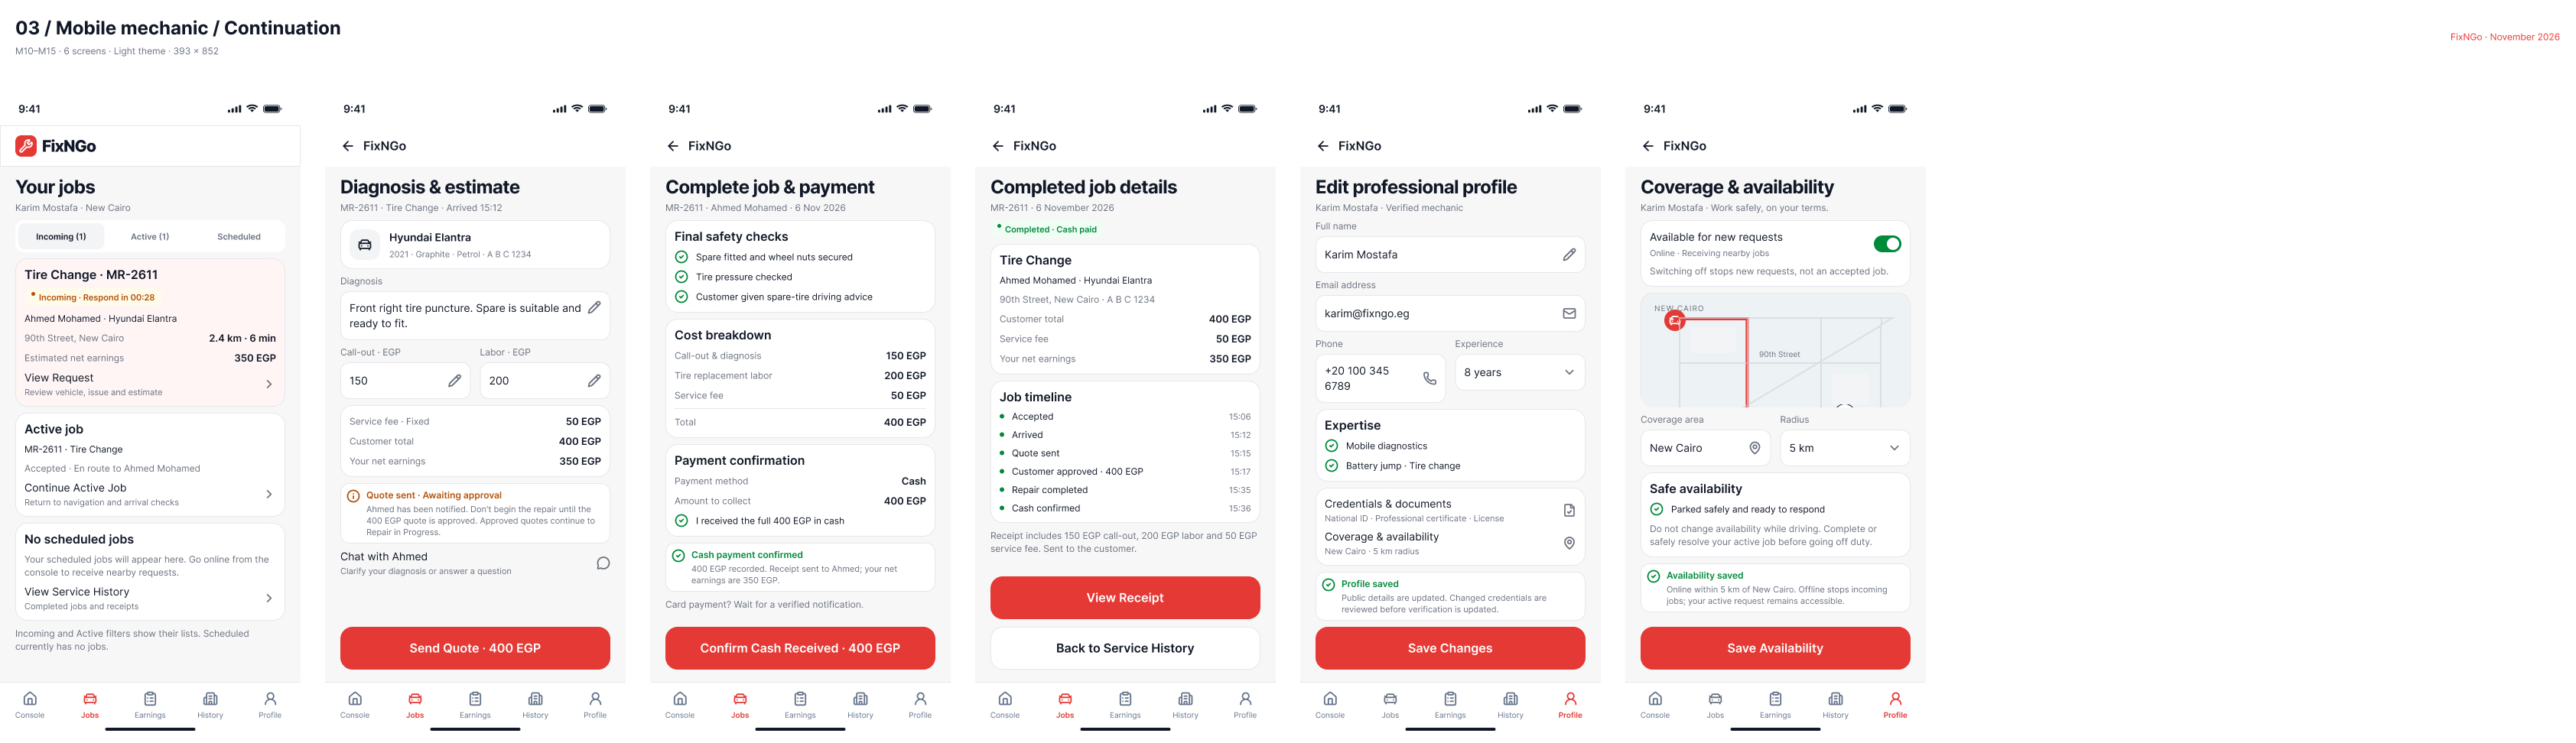 03 / Mobile mechanic / Continuation
M10–M15 · 6 screens · Light theme · 393 × 852
FixNGo · November 2026
9:41
FixNGo
Your jobs
Karim Mostafa · New Cairo
Incoming (1)
Active (1)
Scheduled
Tire Change · MR-2611
Incoming · Respond in 00:28
Ahmed Mohamed · Hyundai Elantra
90th Street, New Cairo
2.4 km · 6 min
Estimated net earnings
350 EGP
View Request
Review vehicle, issue and estimate
Active job
MR-2611 · Tire Change
Accepted · En route to Ahmed Mohamed
Continue Active Job
Return to navigation and arrival checks
No scheduled jobs
Your scheduled jobs will appear here. Go online from the
console to receive nearby requests.
View Service History
Completed jobs and receipts
Incoming and Active filters show their lists. Scheduled
currently has no jobs.
Console
Jobs
Earnings
History
Profile
9:41
FixNGo
Diagnosis & estimate
MR-2611 · Tire Change · Arrived 15:12
Hyundai Elantra
2021 · Graphite · Petrol · A B C 1234
Diagnosis
Front right tire puncture. Spare is suitable and
ready to fit.
Call-out · EGP
Labor · EGP
150
200
Service fee · Fixed
50 EGP
Customer total
400 EGP
Your net earnings
350 EGP
Quote sent · Awaiting approval
Ahmed has been notified. Don't begin the repair until the
400 EGP quote is approved. Approved quotes continue to
Repair in Progress.
Chat with Ahmed
Clarify your diagnosis or answer a question
Send Quote · 400 EGP
Console
Jobs
Earnings
History
Profile
9:41
FixNGo
Complete job & payment
MR-2611 · Ahmed Mohamed · 6 Nov 2026
Final safety checks
Spare fitted and wheel nuts secured
Tire pressure checked
Customer given spare-tire driving advice
Cost breakdown
Call-out & diagnosis
150 EGP
Tire replacement labor
200 EGP
Service fee
50 EGP
Total
400 EGP
Payment confirmation
Payment method
Cash
Amount to collect
400 EGP
I received the full 400 EGP in cash
Cash payment confirmed
400 EGP recorded. Receipt sent to Ahmed; your net
earnings are 350 EGP.
Card payment? Wait for a verified notification.
Confirm Cash Received · 400 EGP
Console
Jobs
Earnings
History
Profile
9:41
FixNGo
Completed job details
MR-2611 · 6 November 2026
Completed · Cash paid
Tire Change
Ahmed Mohamed · Hyundai Elantra
90th Street, New Cairo · A B C 1234
Customer total
400 EGP
Service fee
50 EGP
Your net earnings
350 EGP
Job timeline
Accepted
15:06
Arrived
15:12
Quote sent
15:15
Customer approved · 400 EGP
15:17
Repair completed
15:35
Cash confirmed
15:36
Receipt includes 150 EGP call-out, 200 EGP labor and 50 EGP
service fee. Sent to the customer.
View Receipt
Back to Service History
Console
Jobs
Earnings
History
Profile
9:41
FixNGo
Edit professional profile
Karim Mostafa · Verified mechanic
Full name
Karim Mostafa
Email address
karim@fixngo.eg
Phone
Experience
+20 100 345
6789
8 years
Expertise
Mobile diagnostics
Battery jump · Tire change
Credentials & documents
National ID · Professional certificate · License
Coverage & availability
New Cairo · 5 km radius
Profile saved
Public details are updated. Changed credentials are
reviewed before verification is updated.
Save Changes
Console
Jobs
Earnings
History
Profile
9:41
FixNGo
Coverage & availability
Karim Mostafa · Work safely, on your terms.
Available for new requests
Online · Receiving nearby jobs
Switching off stops new requests, not an accepted job.
NEW CAIRO
90th Street
Coverage area
Radius
New Cairo
5 km
Safe availability
Parked safely and ready to respond
Do not change availability while driving. Complete or
safely resolve your active job before going off duty.
Availability saved
Online within 5 km of New Cairo. Offline stops incoming
jobs; your active request remains accessible.
Save Availability
Console
Jobs
Earnings
History
Profile